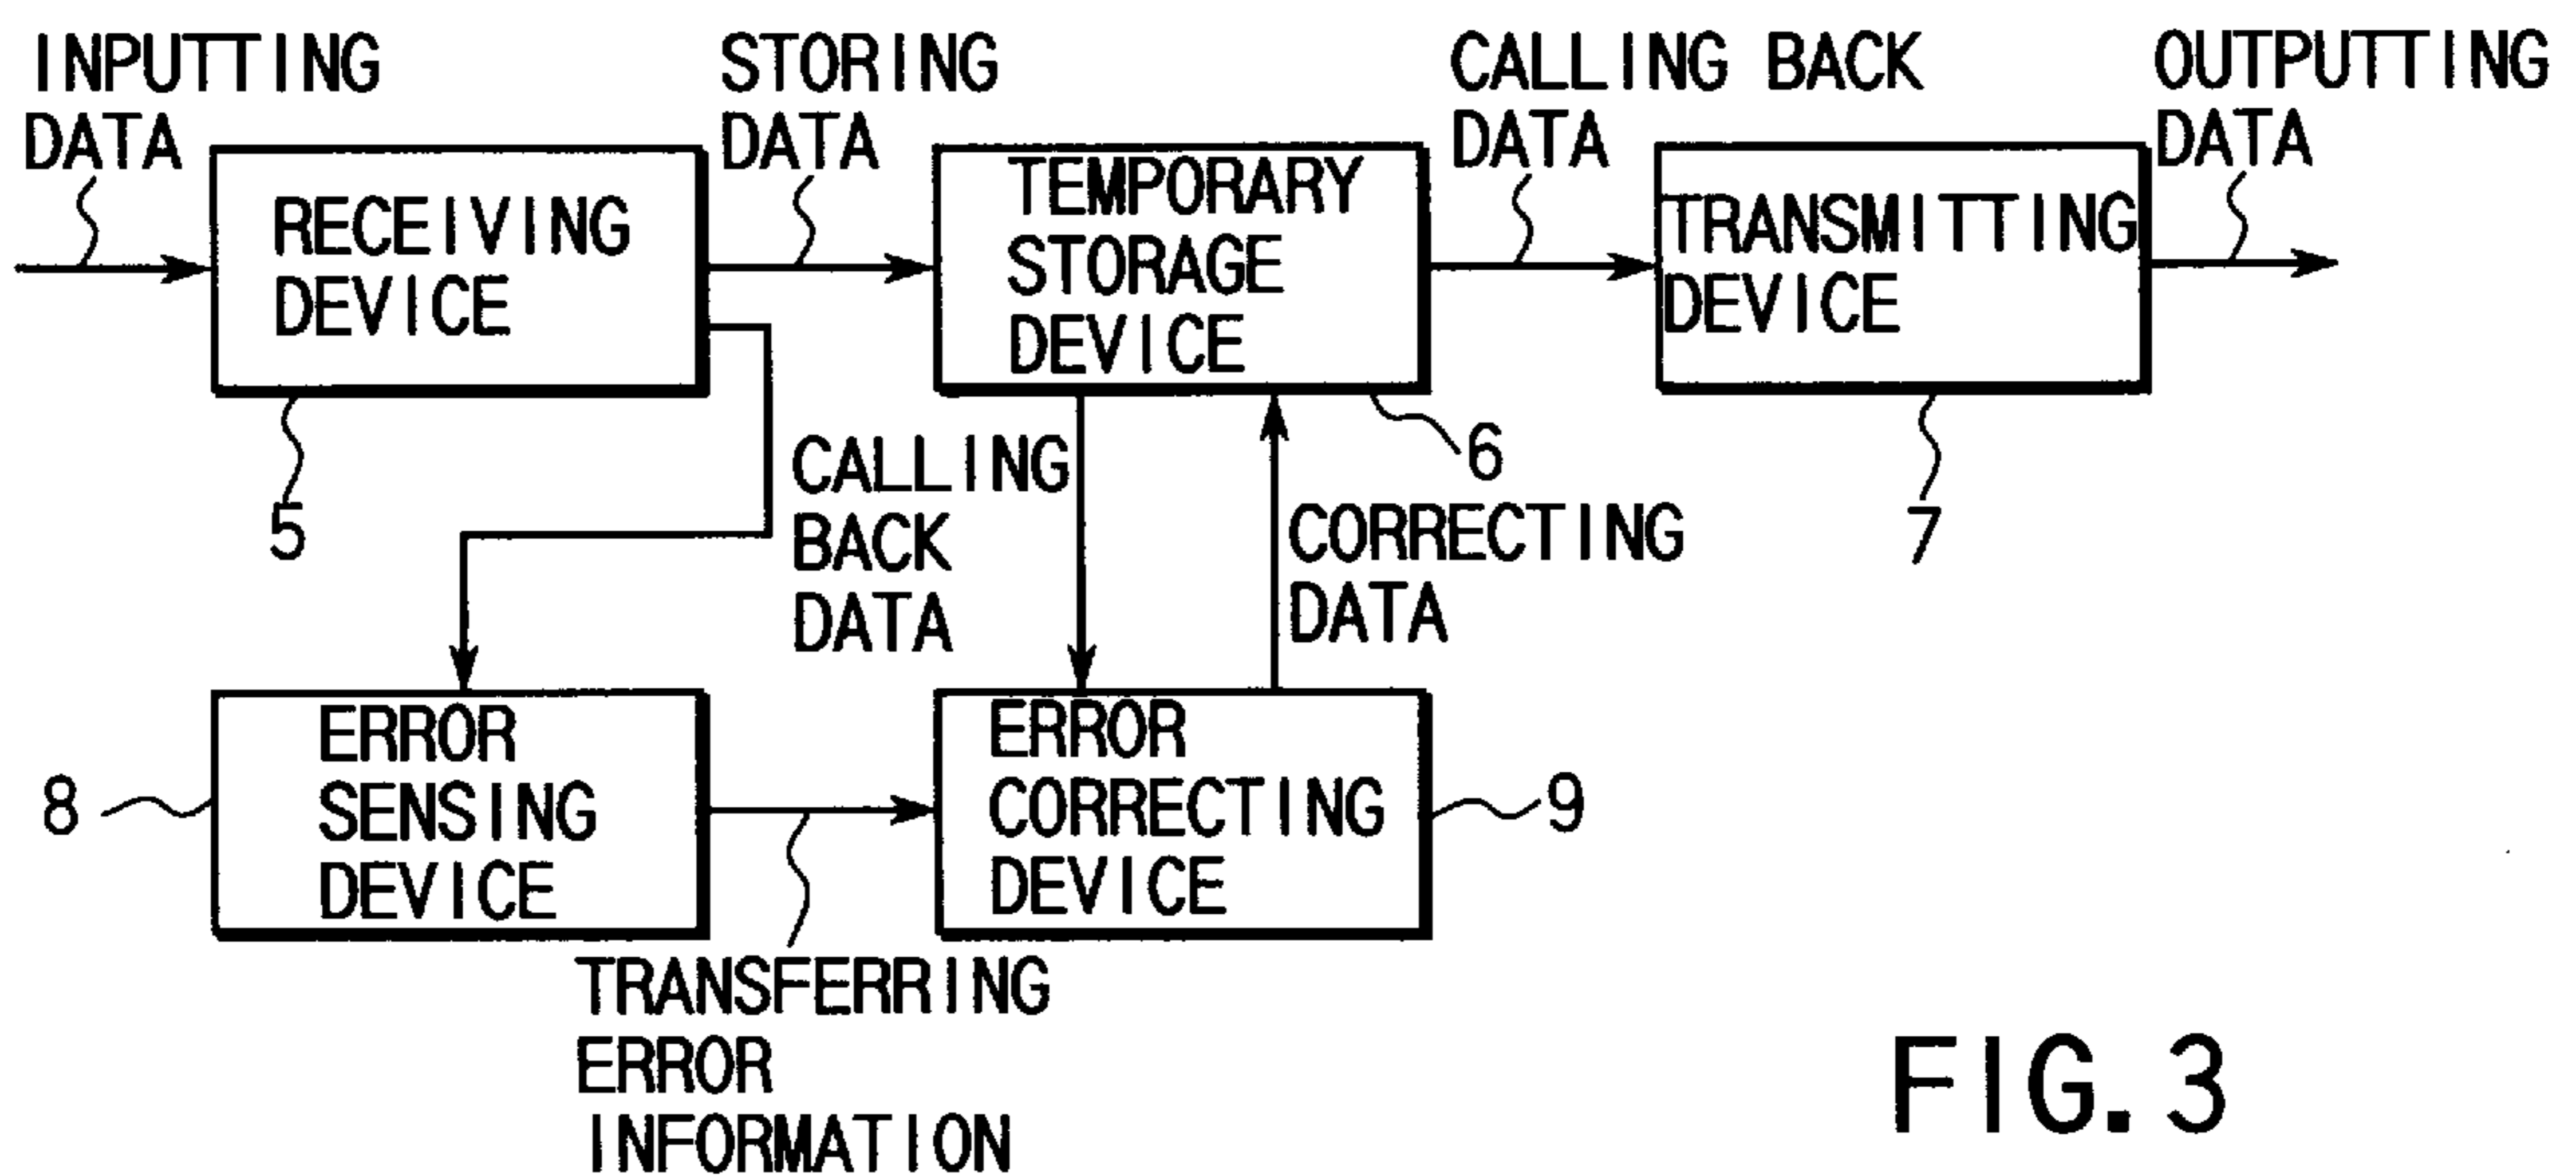 INPUTTING
DATA
STORING
DATA
CALLING BACK
DATA
OUTPUTTING
DATA
RECEIVING
DEVICE
TEMPORARY
STORAGE
DEVICE
TRANSMITTING
DEVICE
5
6
7
CALLING
BACK
DATA
CORRECTING
DATA
8
ERROR
SENSING
DEVICE
ERROR
CORRECTING
DEVICE
9
TRANSFERRING
ERROR
INFORMATION
FIG. 3